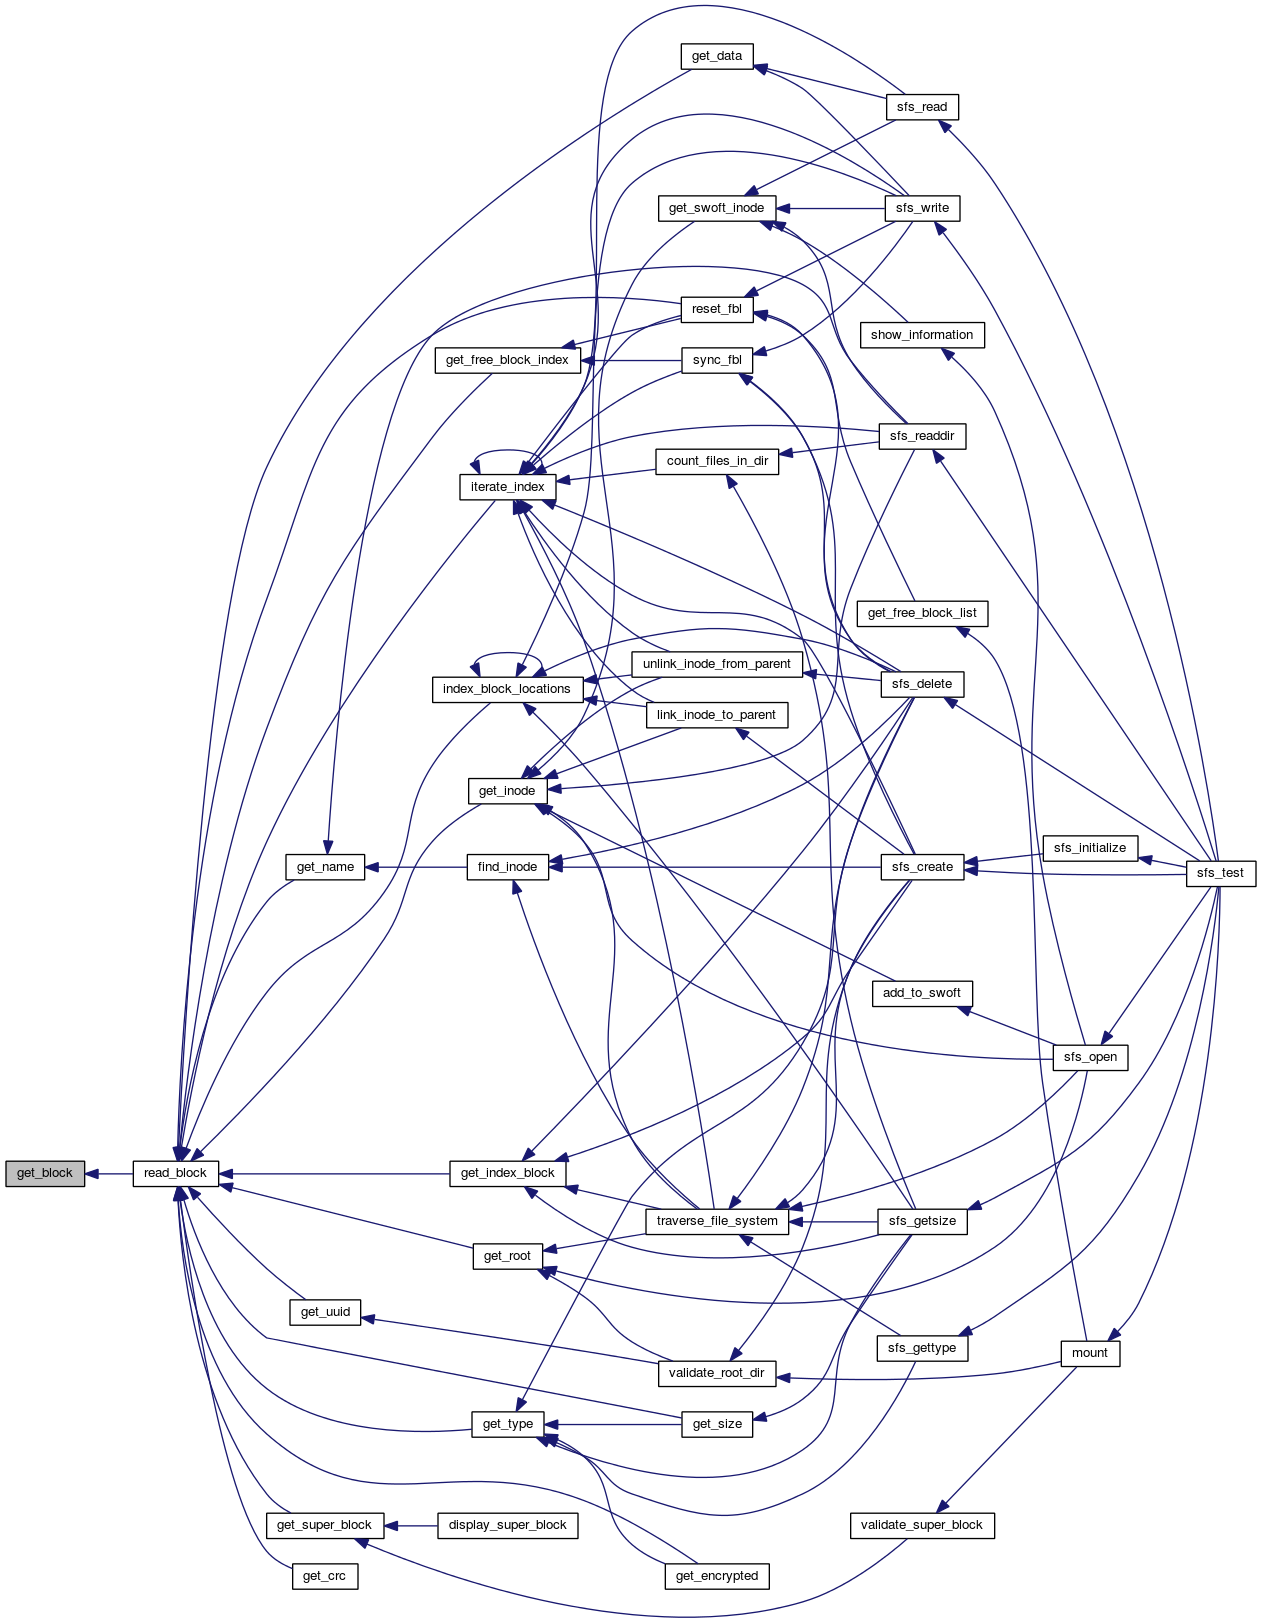 get_data
sfs_read
get_swoft_inode
sfs_write
reset_fbl
show_information
get_free_block_index
sync_fbl
sfs_readdir
count_files_in_dir
iterate_index
get_free_block_list
unlink_inode_from_parent
sfs_delete
index_block_locations
link_inode_to_parent
get_inode
sfs_initialize
get_name
find_inode
sfs_create
sfs_test
add_to_swoft
sfs_open
get_block
read_block
get_index_block
traverse_file_system
sfs_getsize
get_root
get_uuid
sfs_gettype
mount
validate_root_dir
get_type
get_size
get_super_block
display_super_block
validate_super_block
get_crc
get_encrypted